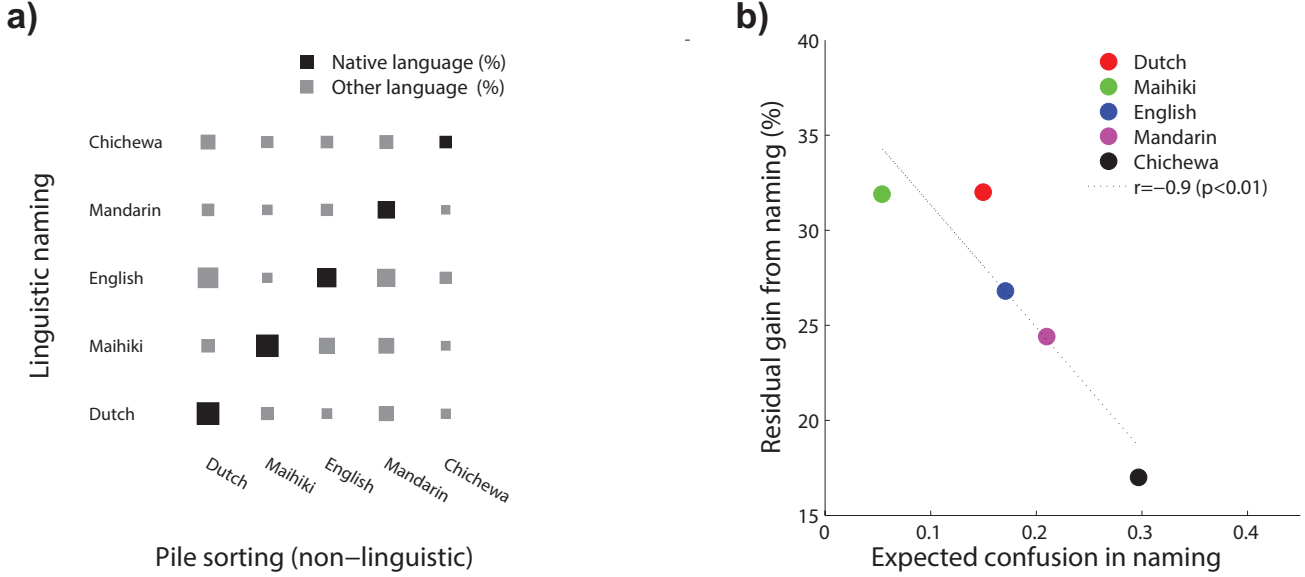 a)
Native language (%)
Other language (%)
Linguistic naming
Chichewa
Mandarin
English
Maihiki
Dutch
Dutch
Maihiki
English
Mandarin
Chichewa
Pile sorting (non−linguistic)
b)
Residual gain from naming (%)
40
35
30
25
20
15
0
0.1
0.2
0.3
0.4
Expected confusion in naming
Dutch
Maihiki
English
Mandarin
Chichewa
r=−0.9 (p<0.01)